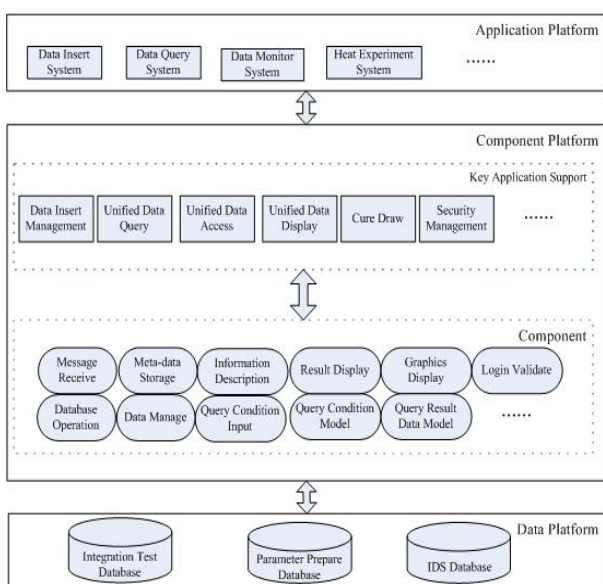 Application Platform
Data Insert
System
Data Query
System
Data Monitor
System
Heat Experiment
System
......
Component Platform
Key Application Support
Data Insert
Management
Unified Data
Query
Unified Data
Access
Unified Data
Display
Cure Draw
Security
Management
......
Component
Message
Receive
Meta-data
Storage
Information
Description
Result Display
Graphics
Display
Login Validate
Database
Operation
Data Manage
Query Condition
Input
Query Condition
Model
Query Result
Data Model
......
Data Platform
Integration Test
Database
Parameter Prepare
Database
IDS Database